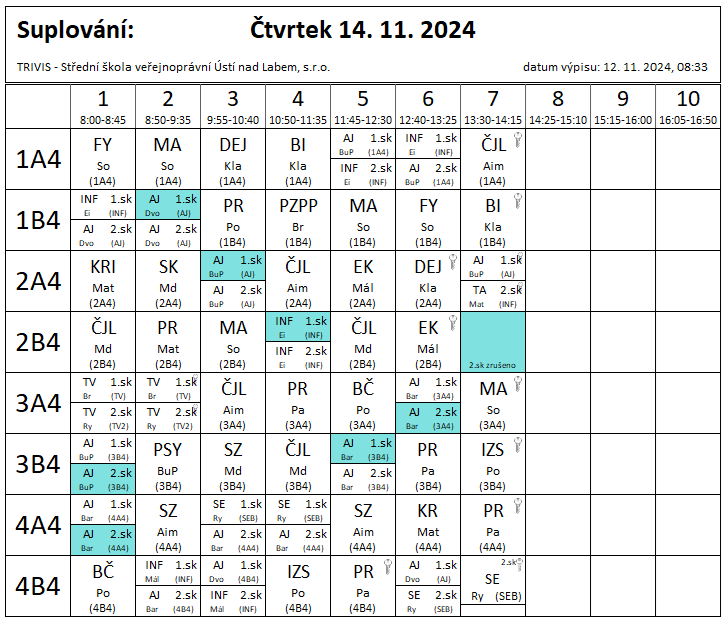 Suplování: Čtvrtek 14. 11. 2024
TRIVIS - Střední škola veřejnoprávní Ústí nad Labem, s.r.o. datum výpisu: 12. 11. 2024, 08:33
1 2 3 4 5 6 7 8 9 10
8:00-8:45 8:50-9:35 9:55-10:40 10:50-11:35 11:45-12:30 12:40-13:25 13:30-14:15 14:25-15:10 15:15-16:00 16:05-16:50
1A4
FY So (1A4)
MA So (1A4)
DEJ Kla (1A4)
BI Kla (1A4)
AJ 1.sk BuP (1A4)
INF 2.sk Ei (INF)
INF 1.sk Ei (INF)
AJ 2.sk BuP (1A4)
ČJL Aim (1A4)
1B4
INF 1.sk Ei (INF)
AJ 2.sk Dvo (AJ)
AJ 1.sk Dvo (AJ)
AJ 2.sk Dvo (AJ)
PR Po (1B4)
PZPP Br (1B4)
MA So (1B4)
FY So (1B4)
BI Kla (1B4)
2A4
KRI Mat (2A4)
SK Md (2A4)
AJ 1.sk BuP (AJ)
AJ 2.sk BuP (AJ)
ČJL Aim (2A4)
EK Mál (2A4)
DEJ Kla (2A4)
AJ 1.sk BuP (AJ)
TA 2.sk Mat (INF)
2B4
ČJL Md (2B4)
PR Mat (2B4)
MA So (2B4)
INF 1.sk Ei (INF)
INF 2.sk Ei (INF)
ČJL Md (2B4)
EK Mál (2B4)
2.sk zrušeno
3A4
TV 1.sk Br (TV)
TV 2.sk Ry (TV2)
TV 1.sk Br (TV)
TV 2.sk Ry (TV2)
ČJL Aim (3A4)
PR Pa (3A4)
BČ Po (3A4)
AJ 1.sk Bar (3A4)
AJ 2.sk Bar (3A4)
MA So (3A4)
3B4
AJ 1.sk BuP (3B4)
AJ 2.sk BuP (3B4)
PSY BuP (3B4)
SZ Md (3B4)
ČJL Md (3B4)
AJ 1.sk Bar (3B4)
AJ 2.sk Bar (3B4)
PR Pa (3B4)
IZS Po (3B4)
4A4
AJ 1.sk Bar (4A4)
AJ 2.sk Bar (4A4)
SZ Aim (4A4)
SE 1.sk Ry (SEB)
AJ 2.sk Bar (4A4)
SE 1.sk Ry (SEB)
AJ 2.sk Bar (4A4)
SZ Aim (4A4)
KR Mat (4A4)
PR Pa (4A4)
4B4
BČ Po (4B4)
INF 1.sk Mál (INF)
AJ 2.sk Bar (4B4)
AJ 1.sk Dvo (4B4)
INF 2.sk Mál (INF)
IZS Po (4B4)
PR Pa (4B4)
AJ 1.sk Dvo (AJ)
SE 2.sk Ry (SEB)
2.sk SE Ry (SEB)